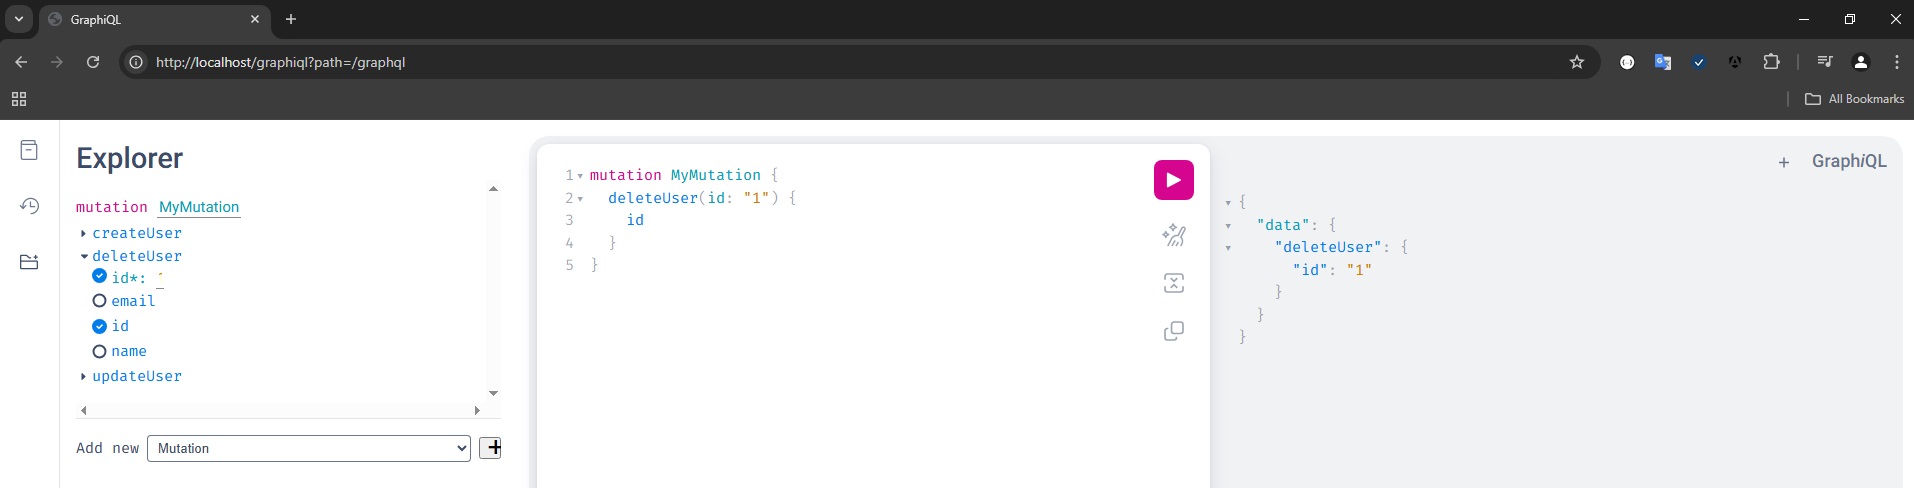 GraphiQL
http://localhost/graphiql?path=/graphql
All Bookmarks
Explorer
mutation MyMutation
createUser
deleteUser
id*:
email
id
name
updateUser
Add new Mutation +
1 mutation MyMutation {
2 deleteUser(id: "1") {
3 id
4 }
5 }
+ GraphiQL
{
"data": {
"deleteUser": {
"id": "1"
}
}
}